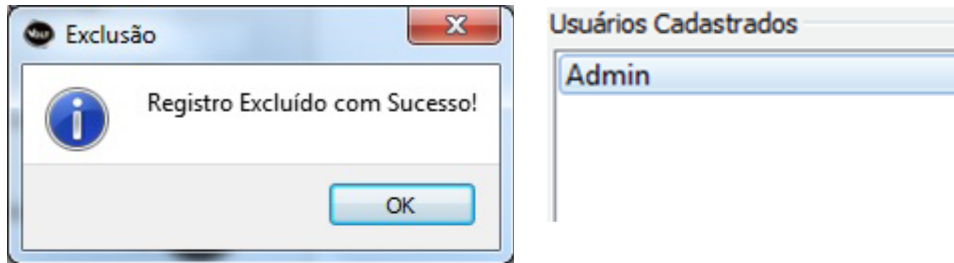 Exclusão
Registro Excluído com Sucesso!
OK
Usuários Cadastrados
Admin